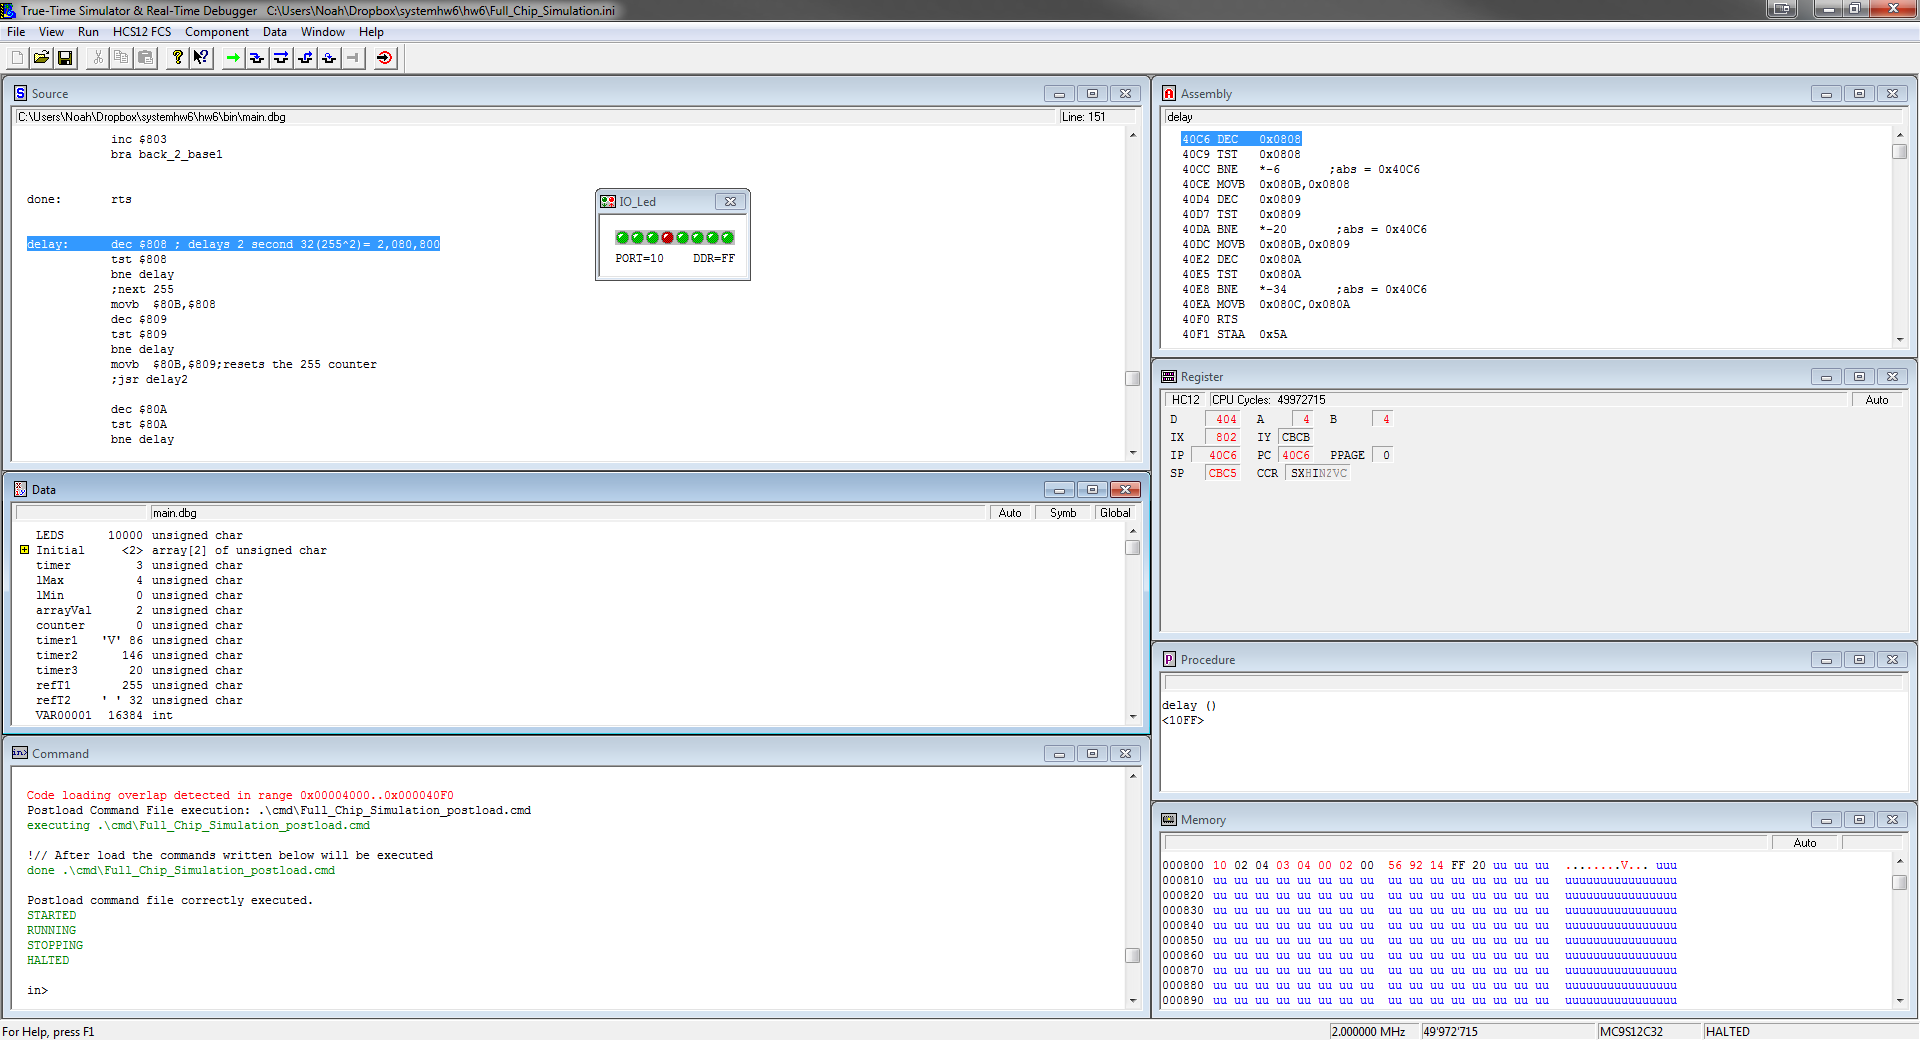 True-Time Simulator & Real-Time Debugger   C:\Users\Noah\Dropbox\systemhw6\hw6\Full_Chip_Simulation.ini
File View Run HCS12 FCS Component Data Window Help
Source
C:\Users\Noah\Dropbox\systemhw6\hw6\bin\main.dbg Line: 151
inc $803
bra back_2_base1
done: rts
delay: dec $808 ; delays 2 second 32(255^2)= 2,080,800
tst $808
bne delay
;next 255
movb $80B,$808
dec $809
tst $809
bne delay
movb $80B,$809;resets the 255 counter
;jsr delay2
dec $80A
tst $80A
bne delay
IO_Led
PORT=10 DDR=FF
Data
main.dbg Auto Symb Global
LEDS 10000 unsigned char
Initial <2> array[2] of unsigned char
timer 3 unsigned char
lMax 4 unsigned char
lMin 0 unsigned char
arrayVal 2 unsigned char
counter 0 unsigned char
timer1 'V' 86 unsigned char
timer2 146 unsigned char
timer3 20 unsigned char
refT1 255 unsigned char
refT2 ' ' 32 unsigned char
VAR00001 16384 int
Command
Code loading overlap detected in range 0x00004000..0x000040F0
Postload Command File execution: .\cmd\Full_Chip_Simulation_postload.cmd
executing .\cmd\Full_Chip_Simulation_postload.cmd
!// After load the commands written below will be executed
done .\cmd\Full_Chip_Simulation_postload.cmd
Postload command file correctly executed.
STARTED
RUNNING
STOPPING
HALTED
in>
Assembly
delay
40C6 DEC 0x0808
40C9 TST 0x0808
40CC BNE *-6 ;abs = 0x40C6
40CE MOVB 0x080B,0x0808
40D4 DEC 0x0809
40D7 TST 0x0809
40DA BNE *-20 ;abs = 0x40C6
40DC MOVB 0x080B,0x0809
40E2 DEC 0x080A
40E5 TST 0x080A
40E8 BNE *-34 ;abs = 0x40C6
40EA MOVB 0x080C,0x080A
40F0 RTS
40F1 STAA 0x5A
Register
HC12 CPU Cycles: 49972715 Auto
D 404 A 4 B 4
IX 802 IY CBCB
IP 40C6 PC 40C6 PPAGE 0
SP CBC5 CCR SXHINZVC
Procedure
delay ()
<10FF>
Memory
Auto
000800 10 02 04 03 04 00 02 00 56 92 14 FF 20 uu uu uu ........V... uuu
000810 uu uu uu uu uu uu uu uu uu uu uu uu uu uu uu uu uuuuuuuuuuuuuuuu
000820 uu uu uu uu uu uu uu uu uu uu uu uu uu uu uu uu uuuuuuuuuuuuuuuu
000830 uu uu uu uu uu uu uu uu uu uu uu uu uu uu uu uu uuuuuuuuuuuuuuuu
000840 uu uu uu uu uu uu uu uu uu uu uu uu uu uu uu uu uuuuuuuuuuuuuuuu
000850 uu uu uu uu uu uu uu uu uu uu uu uu uu uu uu uu uuuuuuuuuuuuuuuu
000860 uu uu uu uu uu uu uu uu uu uu uu uu uu uu uu uu uuuuuuuuuuuuuuuu
000870 uu uu uu uu uu uu uu uu uu uu uu uu uu uu uu uu uuuuuuuuuuuuuuuu
000880 uu uu uu uu uu uu uu uu uu uu uu uu uu uu uu uu uuuuuuuuuuuuuuuu
000890 uu uu uu uu uu uu uu uu uu uu uu uu uu uu uu uu uuuuuuuuuuuuuuuu
For Help, press F1 2.000000 MHz 49'972'715 MC9S12C32 HALTED